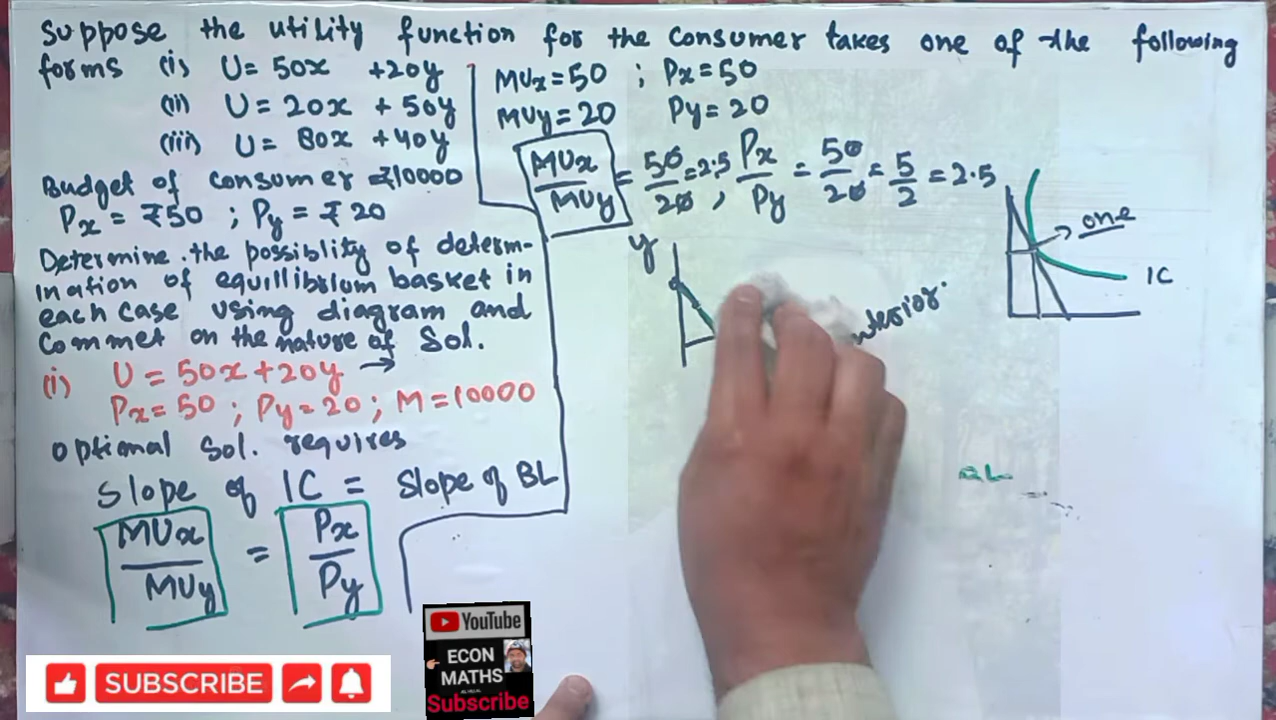 Suppose the utility function for the consumer takes one of the following
forms (i) U = 50x + 20y
(ii) U = 20x + 50y
(iii) U = 80x + 40y
Budget of consumer = ₹10000
Px = ₹50 ; Py = ₹20
Determine the possiblity of determ-
ination of equillibium basket in
each case using diagram and
Commet on the nature of Sol.
(i) U = 50x + 20y →
Px = 50 ; Py = 20 ; M = 10000
optimal Sol. requires
Slope of IC = Slope of BL
MUx/MUy = Px/Py
MUx = 50 ; Px = 50
MUy = 20 Py = 20
MUx/MUy = 50/20 = 2.5 , Px/Py = 50/20 = 5/2 = 2.5
y
interior.
one
IC
BL
YouTube
ECON
MATHS
Subscribe
SUBSCRIBE